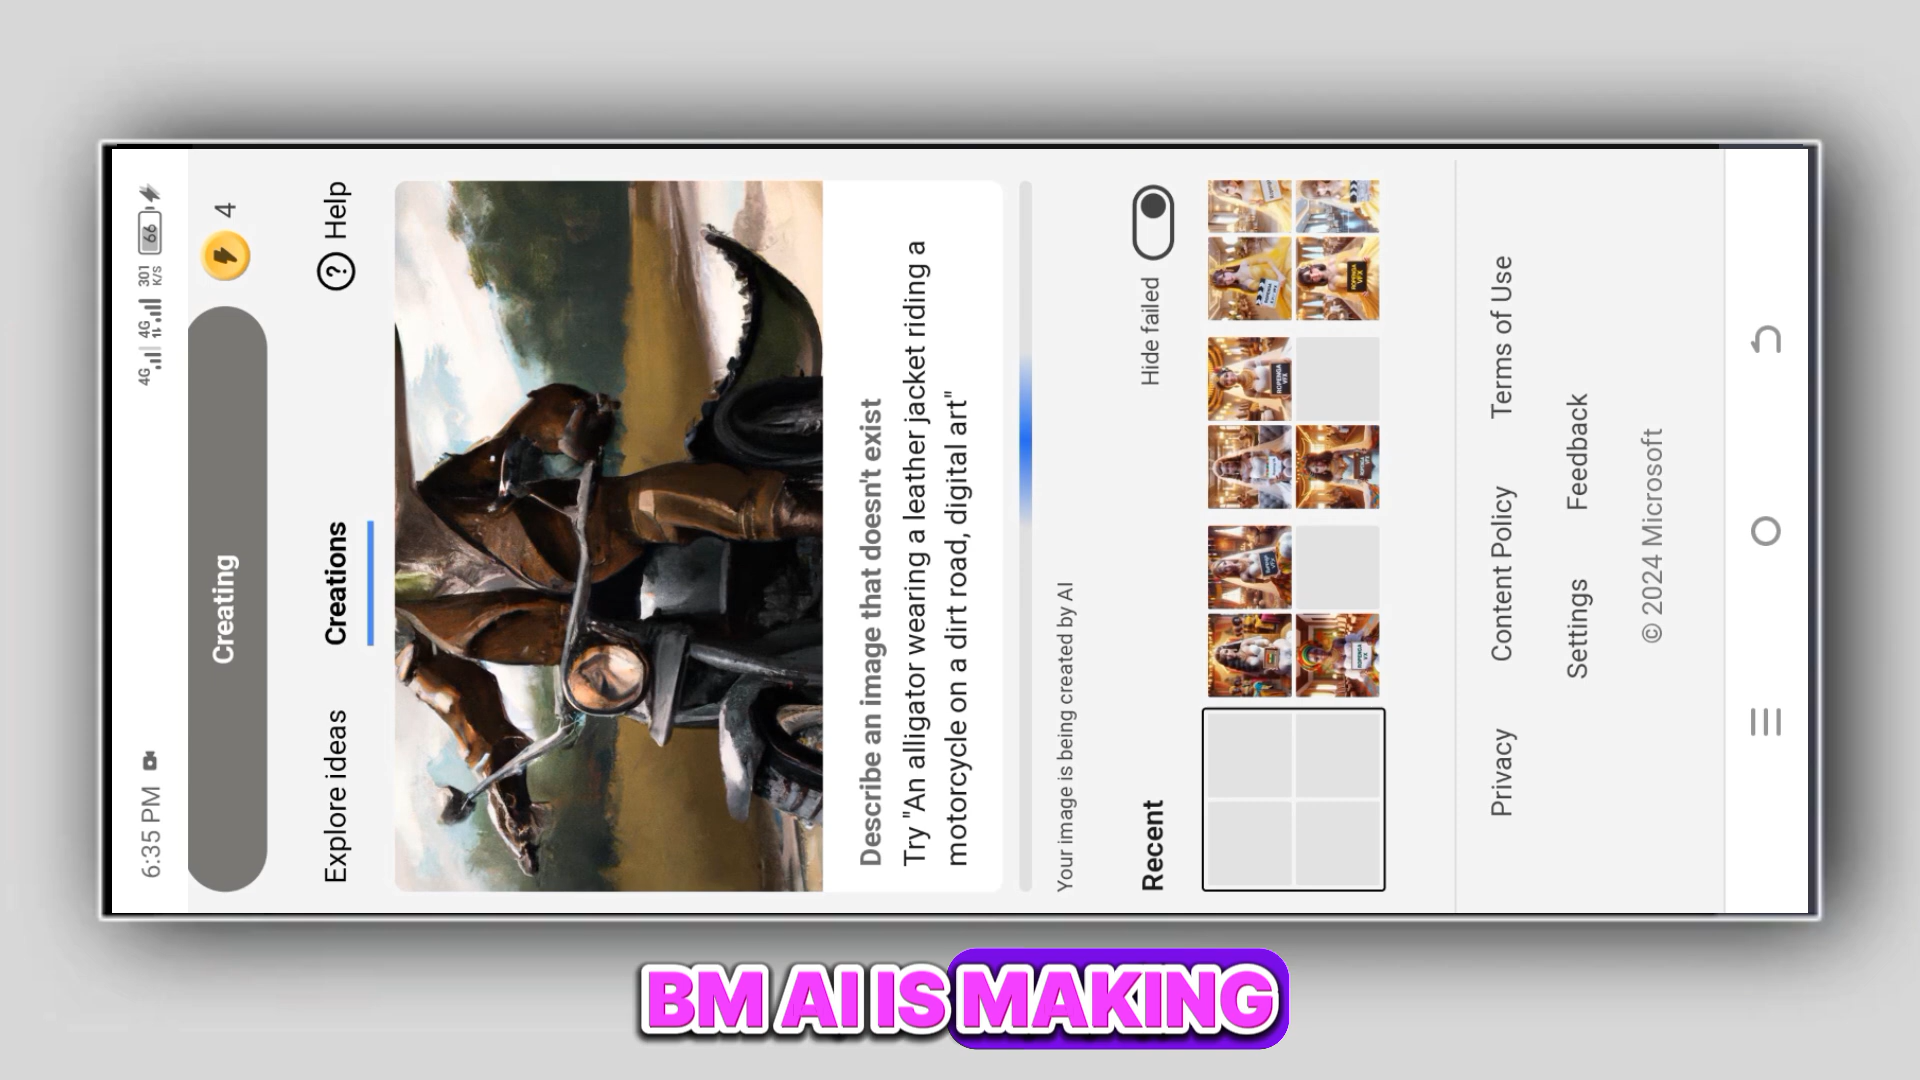 6:35 PM
4G 4G 301 K/S 66
Creating
4
Explore ideas
Creations
Help
Describe an image that doesn't exist
Try "An alligator wearing a leather jacket riding a
motorcycle on a dirt road, digital art"
Your image is being created by AI
Recent
Hide failed
ROPENGA VFX
Privacy
Content Policy
Terms of Use
Settings
Feedback
© 2024 Microsoft
BM AI IS MAKING